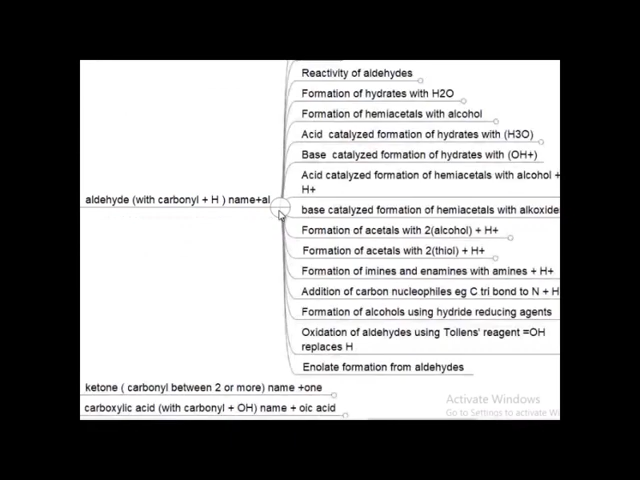 Reactivity of aldehydes
Formation of hydrates with H2O
Formation of hemiacetals with alcohol
Acid catalyzed formation of hydrates with (H3O)
Base catalyzed formation of hydrates with (OH+)
Acid catalyzed formation of hemiacetals with alcohol +
H+
aldehyde (with carbonyl + H ) name+al
base catalyzed formation of hemiacetals with alkoxide
Formation of acetals with 2(alcohol) + H+
Formation of acetals with 2(thiol) + H+
Formation of imines and enamines with amines + H+
Addition of carbon nucleophiles eg C tri bond to N + H
Formation of alcohols using hydride reducing agents
Oxidation of aldehydes using Tollens' reagent =OH
replaces H
Enolate formation from aldehydes
ketone ( carbonyl between 2 or more) name +one
carboxylic acid (with carbonyl + OH) name + oic acid
Activate Windows
Go to Settings to activate Wi